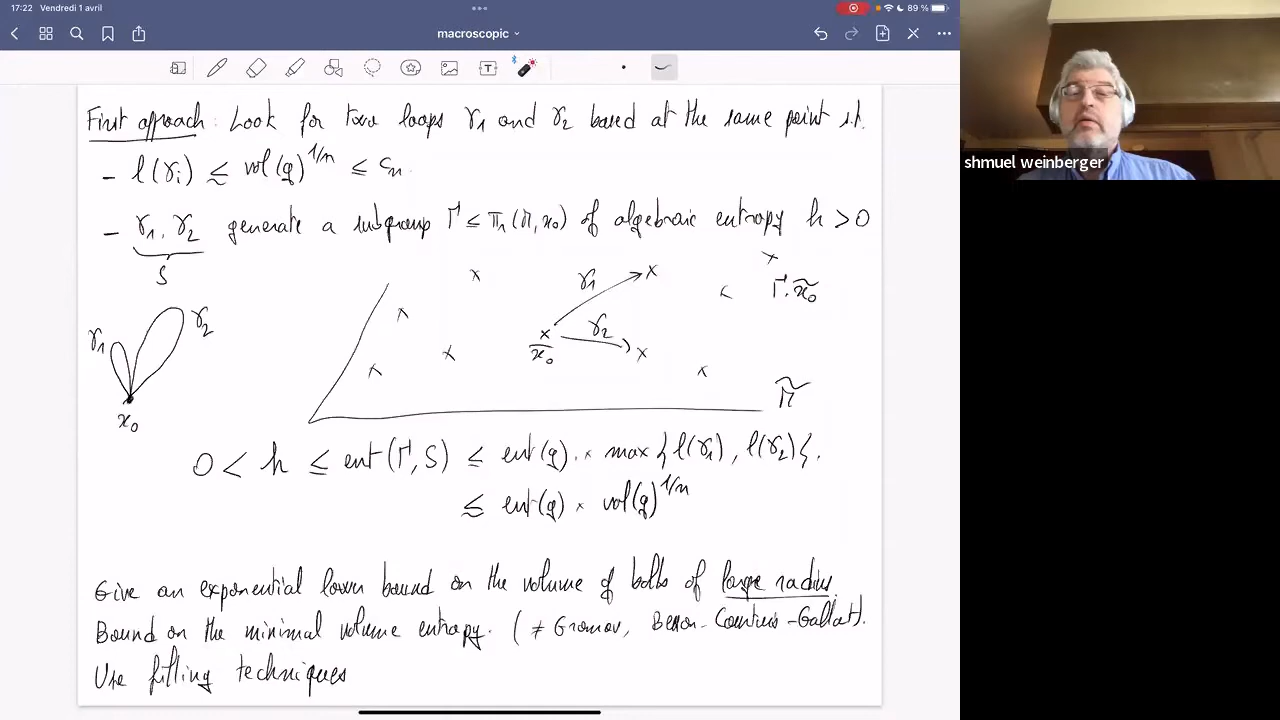 17:22 Vendredi 1 avril
89 %
macroscopic
First approach : Look for two loops γ1 and γ2 based at the same point s.t.
- l(γi) ≲ vol(g)^1/n ≤ cn.
- γ1, γ2 generate a subgroup Γ ≤ π1(M, x0) of algebraic entropy h > 0
S
γ1
γ2
x0
γ1
γ2
x0
Γ.x̃0
M̃
0 < h ≤ ent(Γ, S) ≤ ent(g) × max {l(γ1), l(γ2)}.
≲ ent(g) × vol(g)^1/n
Give an exponential lower bound on the volume of balls of large radius.
Bound on the minimal volume entropy. ( ≠ Gromov, Besson-Courtois-Gallot).
Use filling techniques
shmuel weinberger